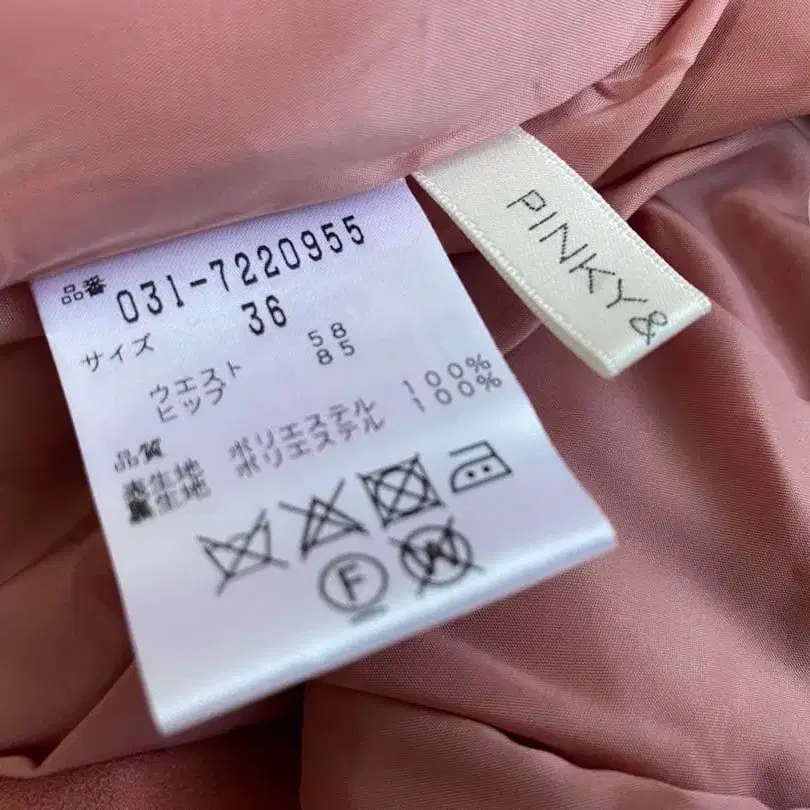 品番 031-7220955
サイズ 36
ウエスト 58
ヒップ 85
品質
表生地 ポリエステル 100%
裏生地 ポリエステル 100%
F W
PINKY&